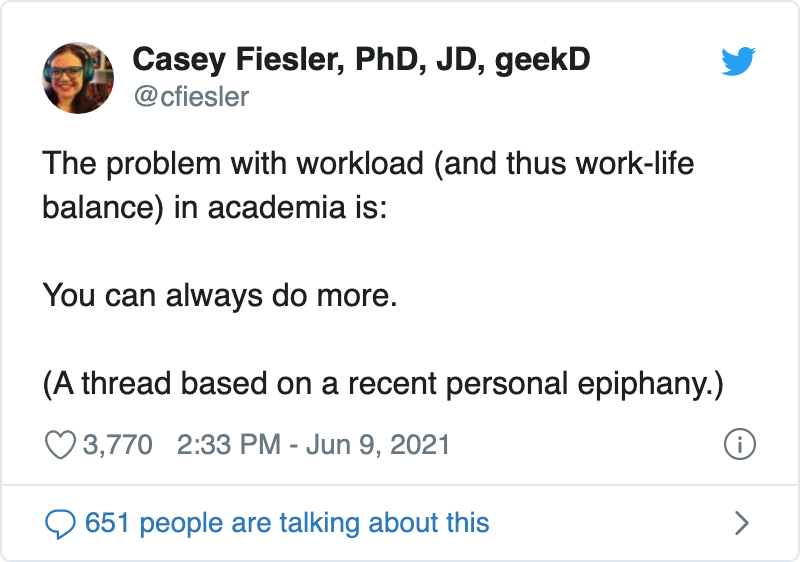 Casey Fiesler, PhD, JD, geekD
@cfiesler
The problem with workload (and thus work-life
balance) in academia is:
You can always do more.
(A thread based on a recent personal epiphany.)
3,770 2:33 PM - Jun 9, 2021
651 people are talking about this